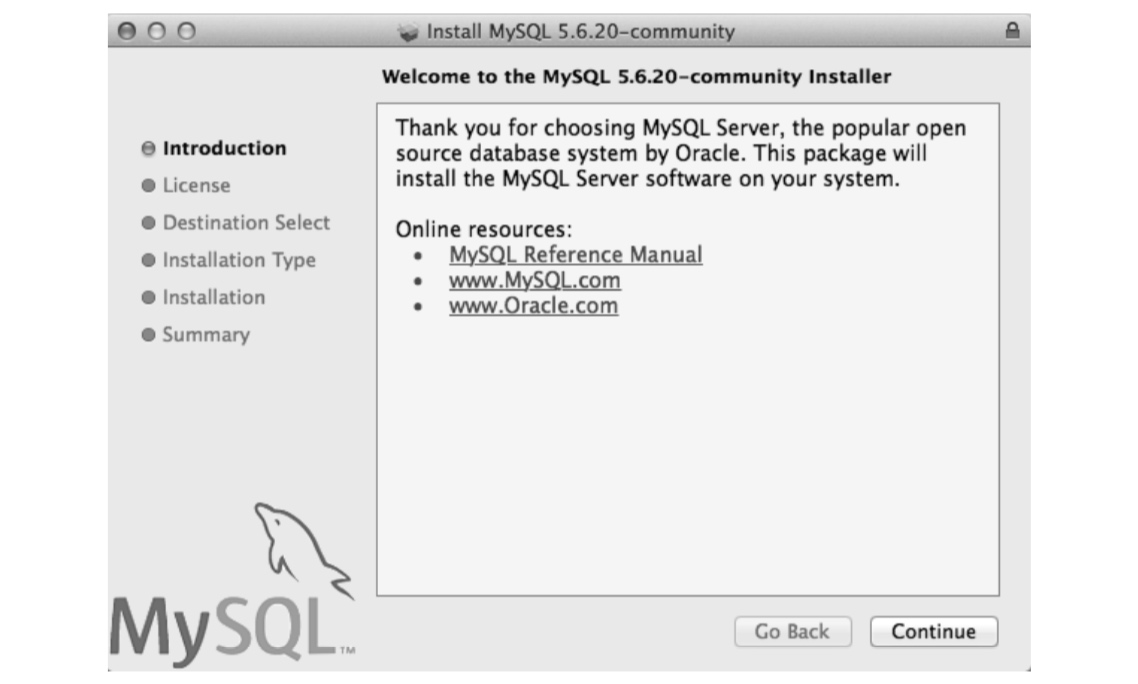 Install MySQL 5.6.20-community
Welcome to the MySQL 5.6.20-community Installer
Introduction
License
Destination Select
Installation Type
Installation
Summary
Thank you for choosing MySQL Server, the popular open
source database system by Oracle. This package will
install the MySQL Server software on your system.
Online resources:
• MySQL Reference Manual
• www.MySQL.com
• www.Oracle.com
MySQL™
Go Back
Continue